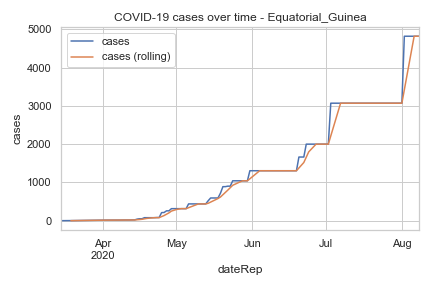 COVID-19 cases over time - Equatorial_Guinea
cases
cases (rolling)
5000
4000
3000
2000
1000
0
cases
Apr
2020
May
Jun
Jul
Aug
dateRep